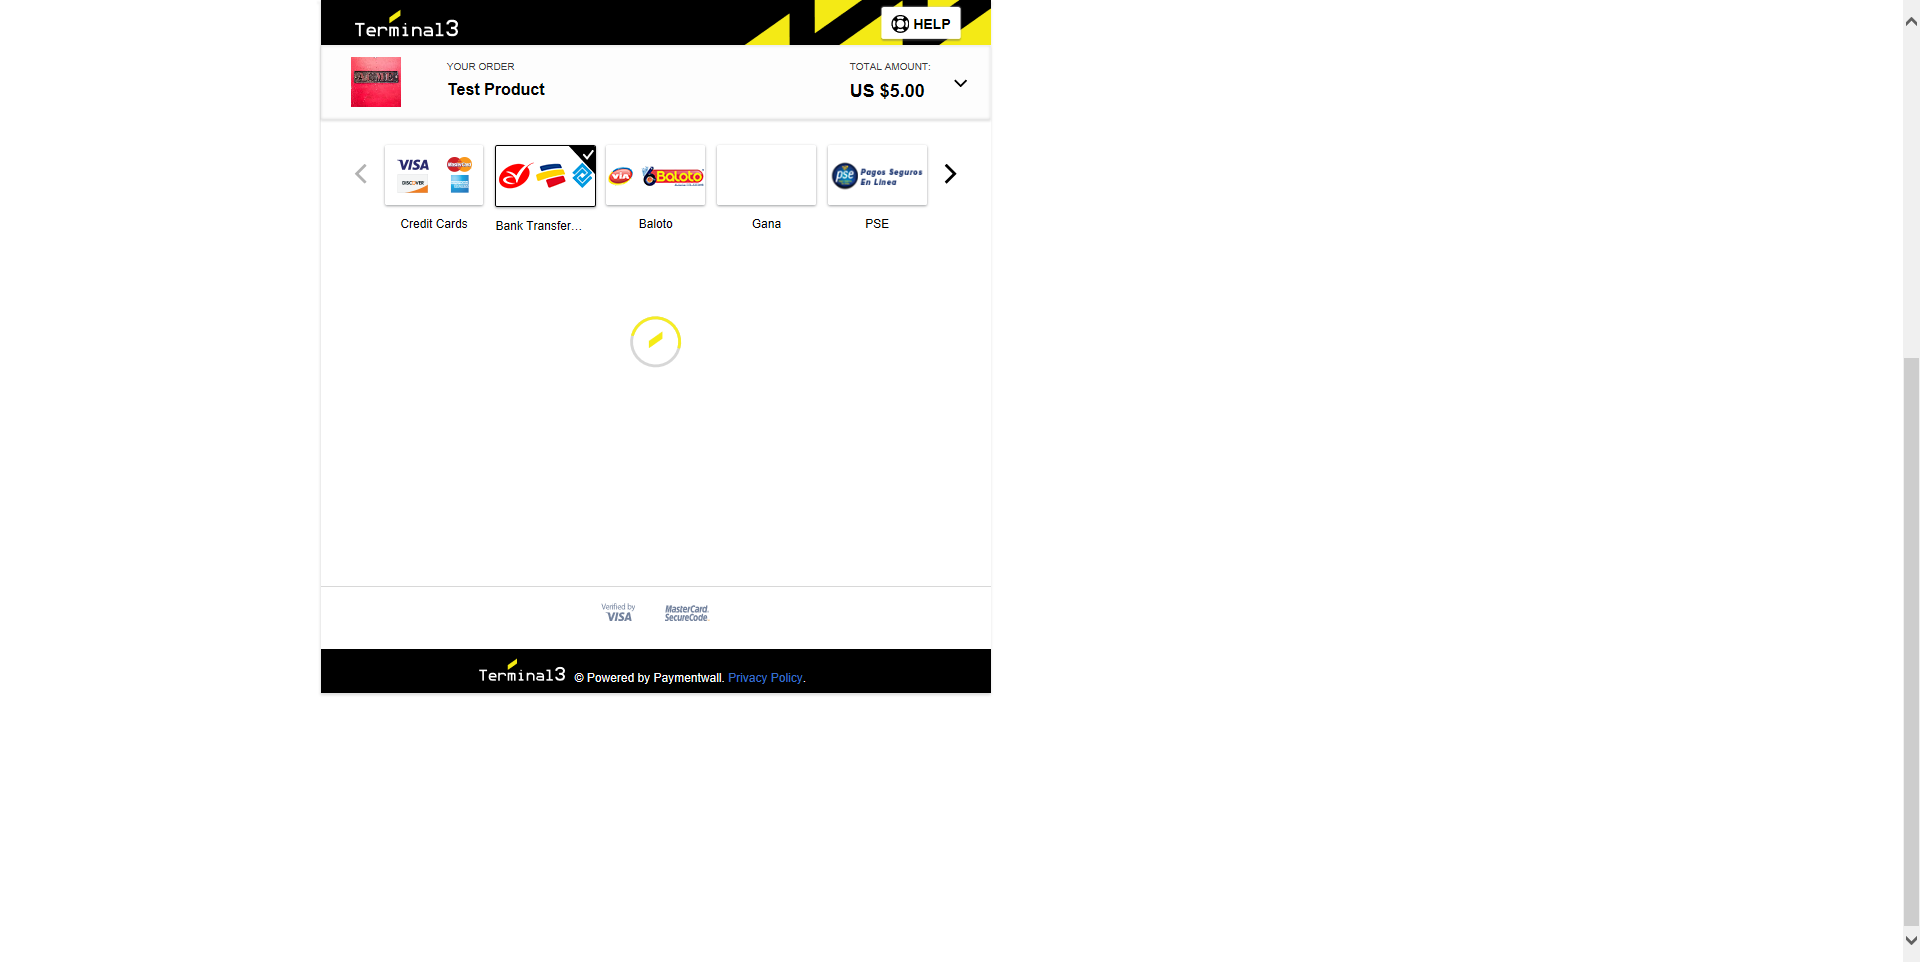 Terminal3
HELP
YOUR ORDER
Test Product
TOTAL AMOUNT:
US $5.00
VISA
MasterCard
DISCOVER
VIA
Baloto
pse
Pagos Seguros
En Línea
Credit Cards
Bank Transfer...
Baloto
Gana
PSE
Verified by
VISA
MasterCard.
SecureCode.
Terminal3 © Powered by Paymentwall. Privacy Policy.